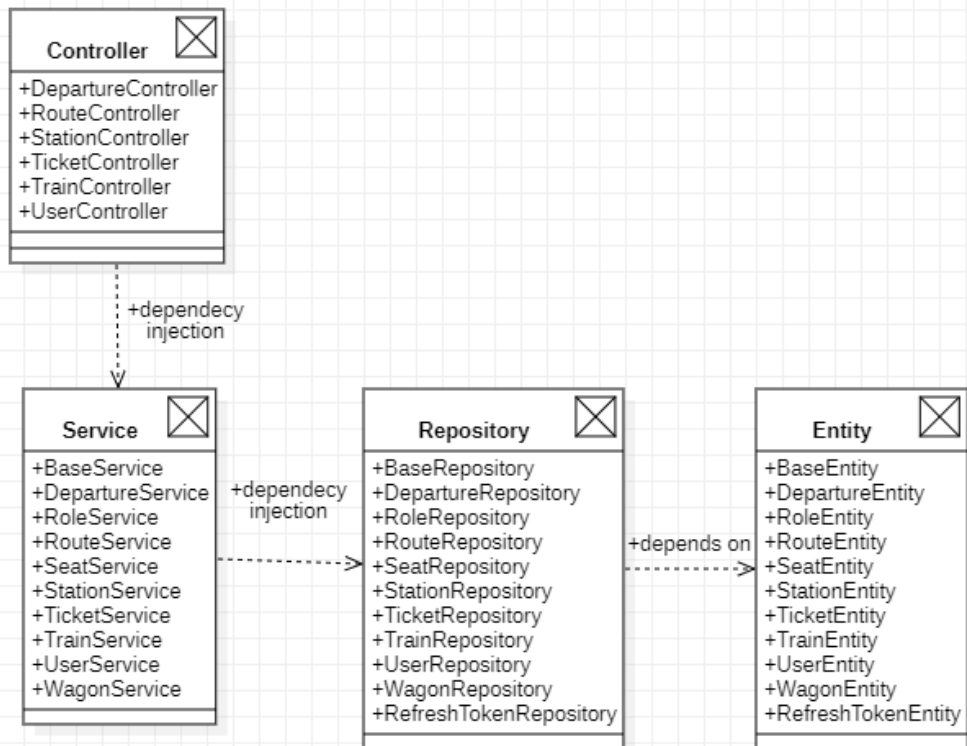 Controller
+DepartureController
+RouteController
+StationController
+TicketController
+TrainController
+UserController
+dependecy
injection
Service
+BaseService
+DepartureService
+RoleService
+RouteService
+SeatService
+StationService
+TicketService
+TrainService
+UserService
+WagonService
+dependecy
injection
Repository
+BaseRepository
+DepartureRepository
+RoleRepository
+RouteRepository
+SeatRepository
+StationRepository
+TicketRepository
+TrainRepository
+UserRepository
+WagonRepository
+RefreshTokenRepository
+depends on
Entity
+BaseEntity
+DepartureEntity
+RoleEntity
+RouteEntity
+SeatEntity
+StationEntity
+TicketEntity
+TrainEntity
+UserEntity
+WagonEntity
+RefreshTokenEntity